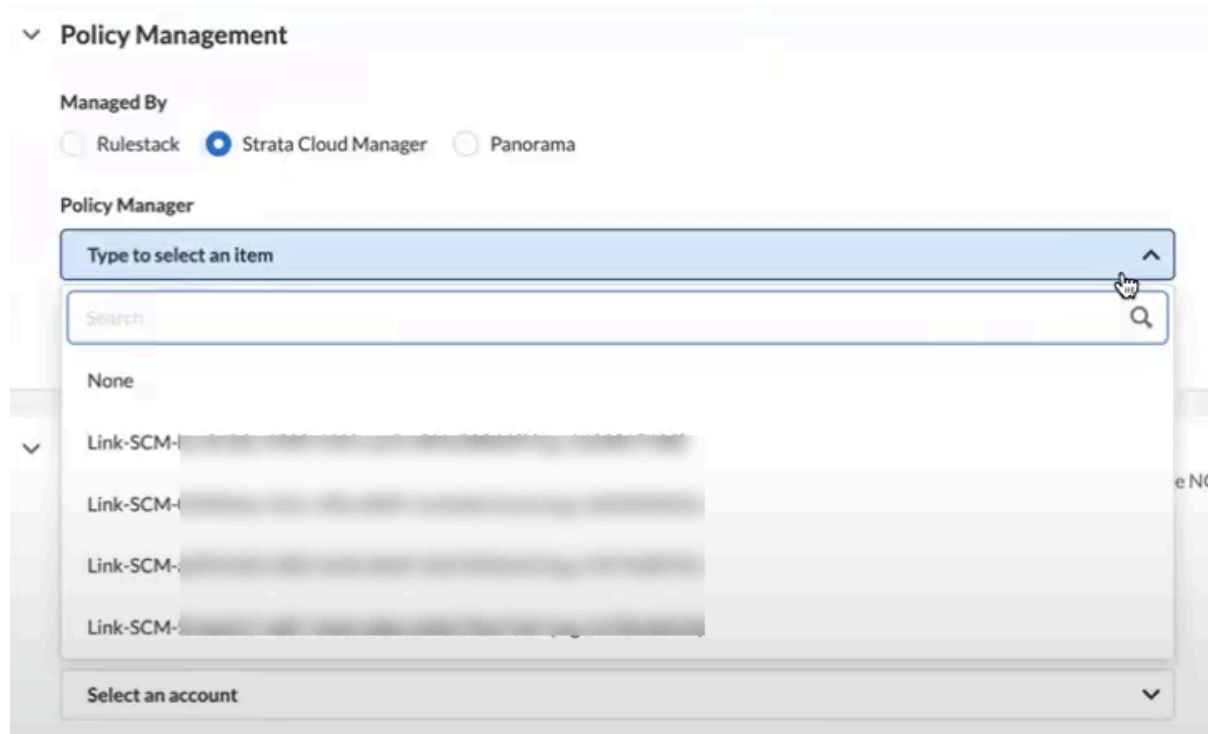 Policy Management
Managed By
Rulestack Strata Cloud Manager Panorama
Policy Manager
Type to select an item
Search
None
Link-SCM-
e NG
Link-SCM-
Link-SCM-
Link-SCM-
Select an account